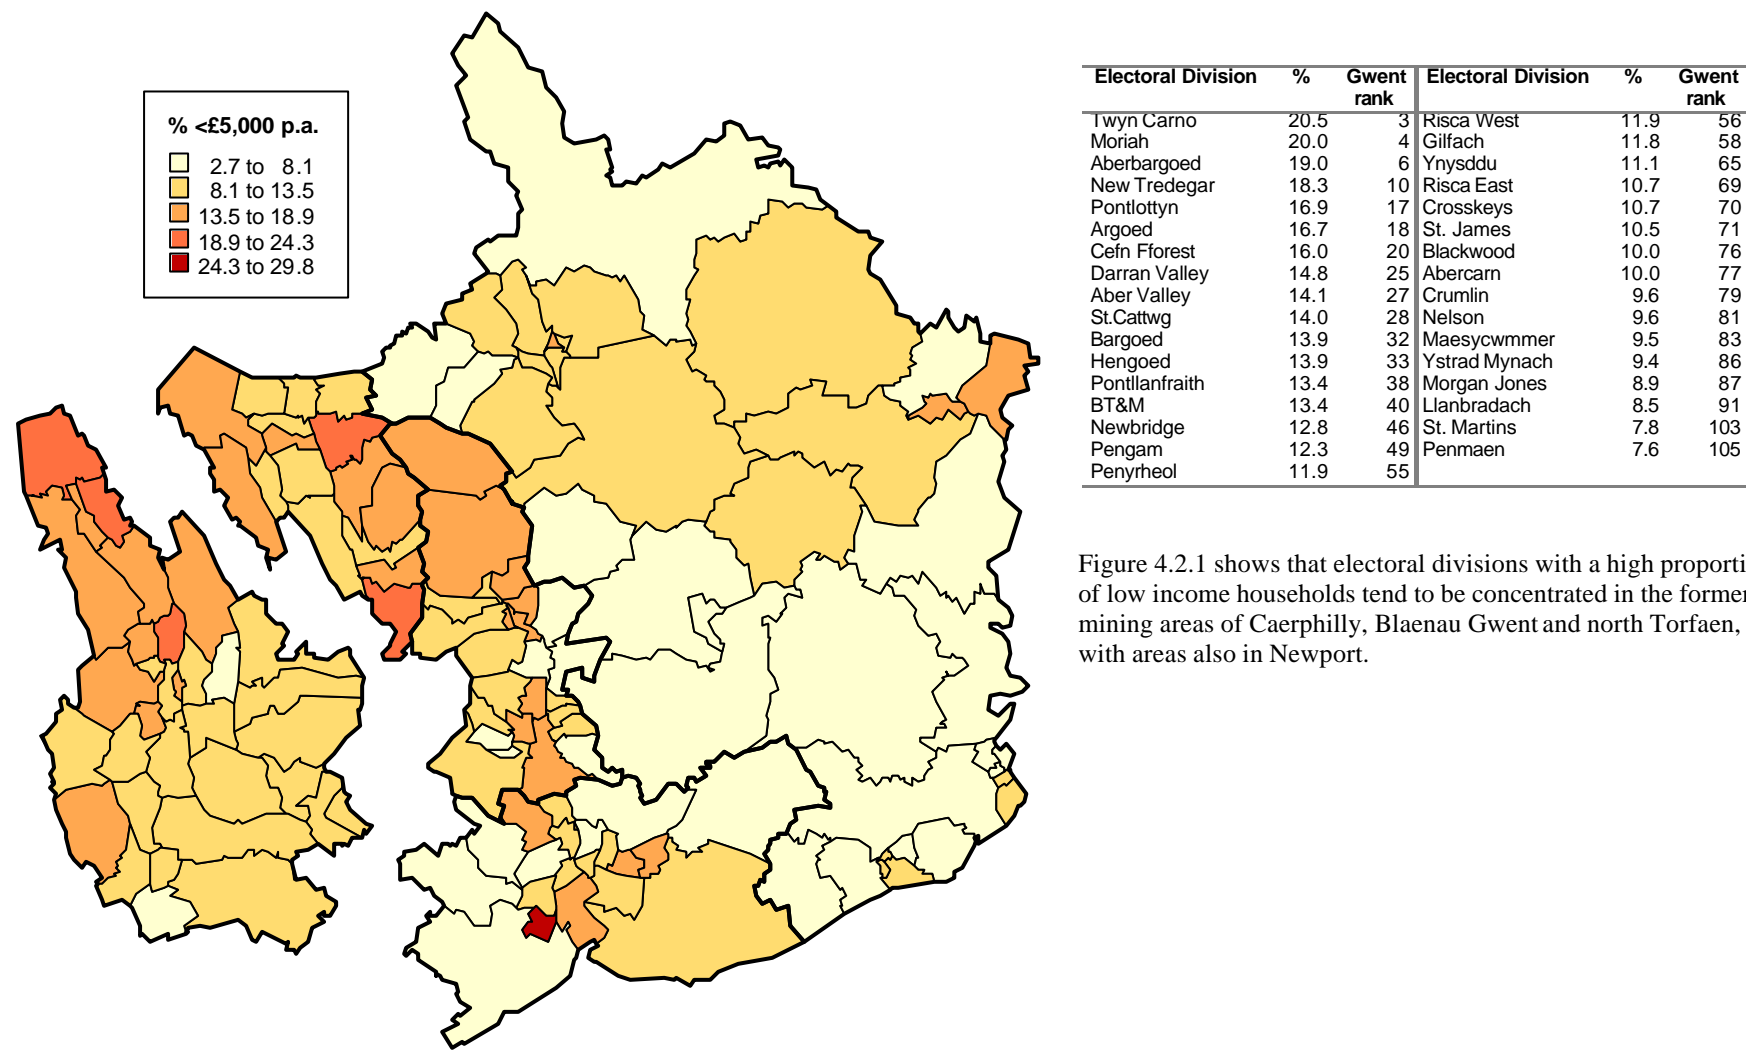 % <£5,000 p.a.
2.7 to 8.1
8.1 to 13.5
13.5 to 18.9
18.9 to 24.3
24.3 to 29.8
Electoral Division % Gwent rank Electoral Division % Gwent rank
Twyn Carno 20.5 3 Risca West 11.9 56
Moriah 20.0 4 Gilfach 11.8 58
Aberbargoed 19.0 6 Ynysddu 11.1 65
New Tredegar 18.3 10 Risca East 10.7 69
Pontlottyn 16.9 17 Crosskeys 10.7 70
Argoed 16.7 18 St. James 10.5 71
Cefn Fforest 16.0 20 Blackwood 10.0 76
Darran Valley 14.8 25 Abercarn 10.0 77
Aber Valley 14.1 27 Crumlin 9.6 79
St.Cattwg 14.0 28 Nelson 9.6 81
Bargoed 13.9 32 Maesycwmmer 9.5 83
Hengoed 13.9 33 Ystrad Mynach 9.4 86
Pontllanfraith 13.4 38 Morgan Jones 8.9 87
BT&M 13.4 40 Llanbradach 8.5 91
Newbridge 12.8 46 St. Martins 7.8 103
Pengam 12.3 49 Penmaen 7.6 105
Penyrheol 11.9 55
Figure 4.2.1 shows that electoral divisions with a high proporti
of low income households tend to be concentrated in the former
mining areas of Caerphilly, Blaenau Gwent and north Torfaen,
with areas also in Newport.